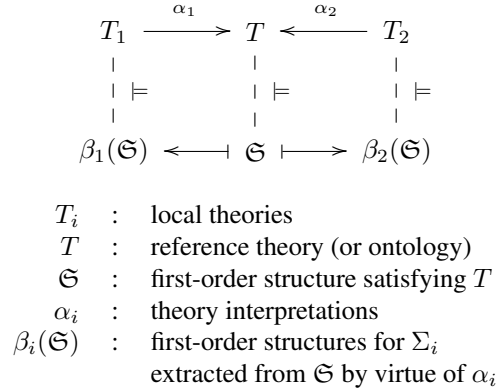 α₁ α₂
T₁ T T₂
⊨ ⊨ ⊨
β₁(𝔖) 𝔖 β₂(𝔖)
Tᵢ : local theories
T : reference theory (or ontology)
𝔖 : first-order structure satisfying T
αᵢ : theory interpretations
βᵢ(𝔖) : first-order structures for Σᵢ
extracted from 𝔖 by virtue of αᵢ